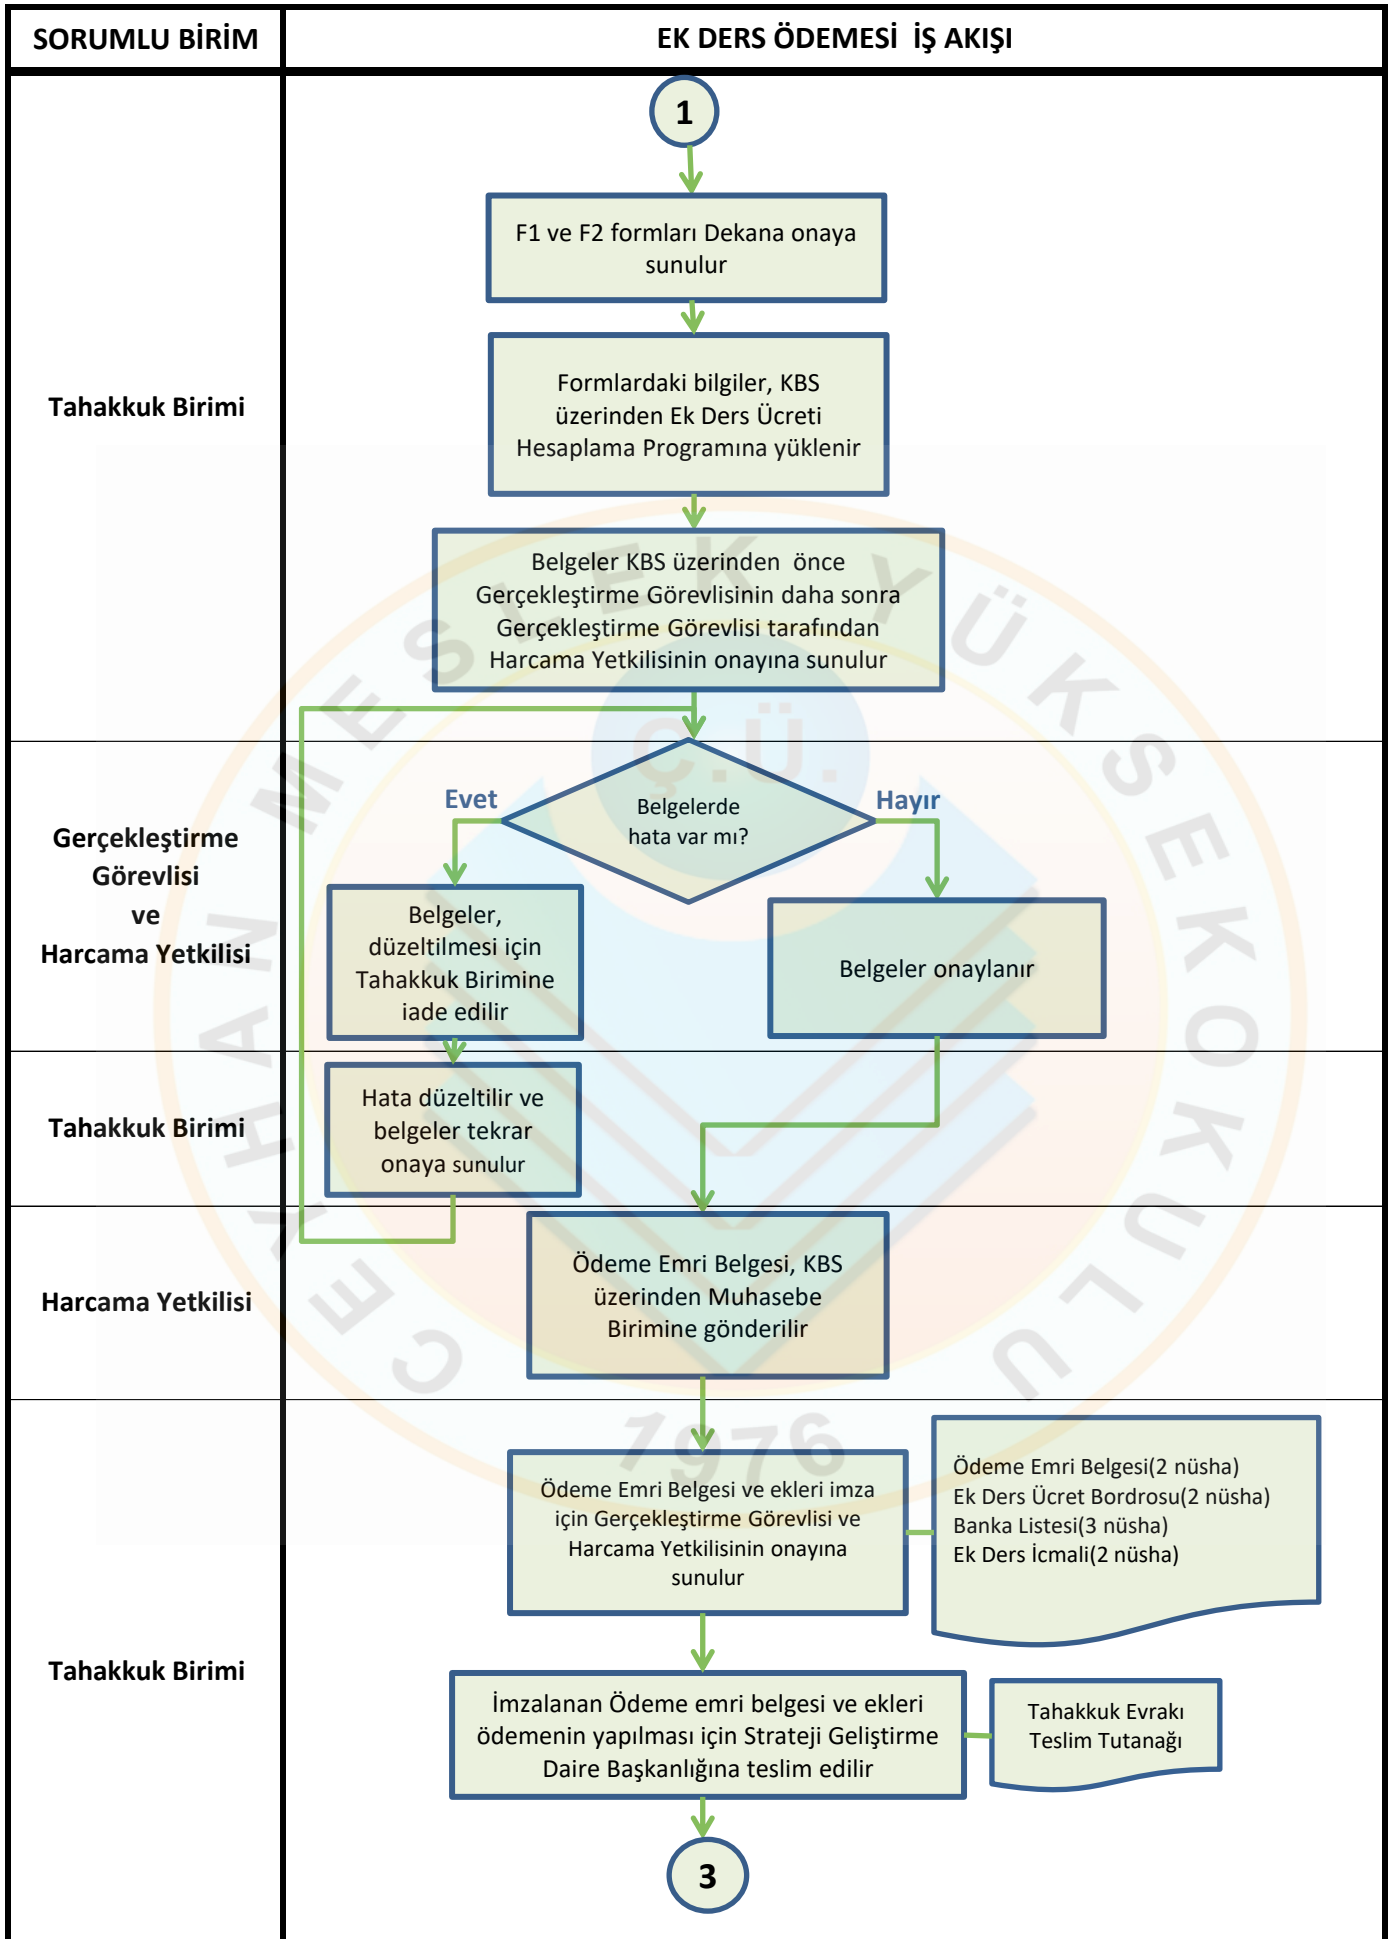 SORUMLU BİRİM
EK DERS ÖDEMESİ İŞ AKIŞI
1
F1 ve F2 formları Dekana onaya
sunulur
Formlardaki bilgiler, KBS
üzerinden Ek Ders Ücreti
Hesaplama Programına yüklenir
Tahakkuk Birimi
Belgeler KBS üzerinden önce
Gerçekleştirme Görevlisinin daha sonra
Gerçekleştirme Görevlisi tarafından
Harcama Yetkilisinin onayına sunulur
Gerçekleştirme
Görevlisi
ve
Harcama Yetkilisi
Evet
Belgelerde
hata var mı?
Hayır
Belgeler,
düzeltilmesi için
Tahakkuk Birimine
iade edilir
Belgeler onaylanır
Tahakkuk Birimi
Hata düzeltilir ve
belgeler tekrar
onaya sunulur
Harcama Yetkilisi
Ödeme Emri Belgesi, KBS
üzerinden Muhasebe
Birimine gönderilir
Tahakkuk Birimi
Ödeme Emri Belgesi ve ekleri imza
için Gerçekleştirme Görevlisi ve
Harcama Yetkilisinin onayına
sunulur
Ödeme Emri Belgesi(2 nüsha)
Ek Ders Ücret Bordrosu(2 nüsha)
Banka Listesi(3 nüsha)
Ek Ders İcmali(2 nüsha)
İmzalanan Ödeme emri belgesi ve ekleri
ödemenin yapılması için Strateji Geliştirme
Daire Başkanlığına teslim edilir
Tahakkuk Evrakı
Teslim Tutanağı
3
CEYHAN MESLEK YÜKSEKOKULU
Ç.Ü.
1976